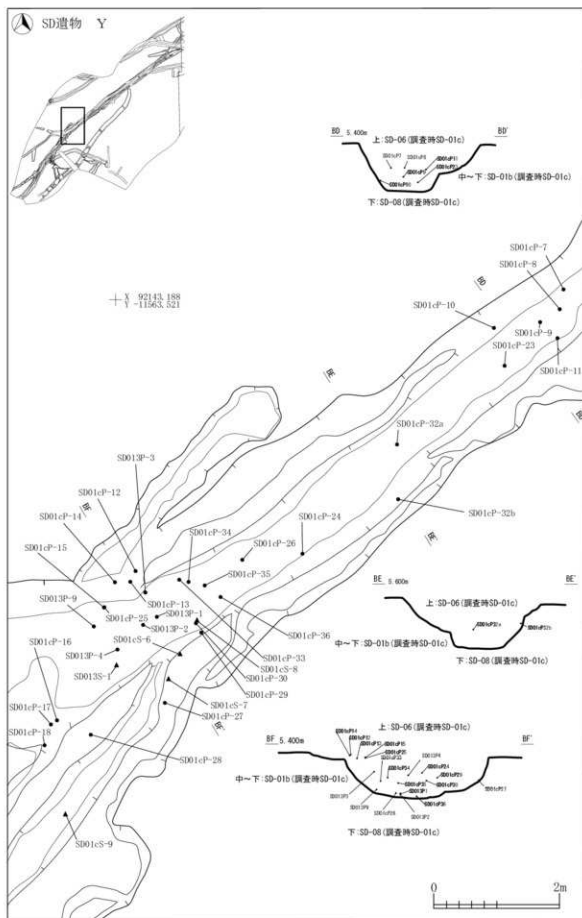 SD遺物 Y
BD 5.400m BD'
上:SD-06(調査時SD-01c)
SD01cP7
SD01cP8
SD01cP11
中～下:SD-01b(調査時SD-01c)
下:SD-08(調査時SD-01c)
X 92143.188
Y -11563.521
BD
SD01cP-7
SD01cP-8
SD01cP-10
SD01cP-9
SD01cP-23
SD01cP-11
BE
SD01cP-32a
SD013P-3
SD01cP-12
SD01cP-14
BF
SD01cP-34
SD01cP-24
SD01cP-32b
SD01cP-15
SD01cP-26
BE'
SD013P-9
SD01cP-35
SD01cP-13
SD01cP-25
SD013P-1
SD013P-2
SD01cP-36
SD01cS-6
SD01cP-16
SD01cP-33
SD013P-4
SD01cS-8
SD013S-1
SD01cP-30
SD01cP-29
SD01cS-7
SD01cP-17
SD01cP-27
SD01cP-18
BF'
SD01cP-28
SD01cS-9
BE 5.600m BE'
上:SD-06(調査時SD-01c)
中～下:SD-01b(調査時SD-01c)
下:SD-08(調査時SD-01c)
BF 5.400m BF'
上:SD-06(調査時SD-01c)
中～下:SD-01b(調査時SD-01c)
SD013P2
下:SD-08(調査時SD-01c)
0 2m